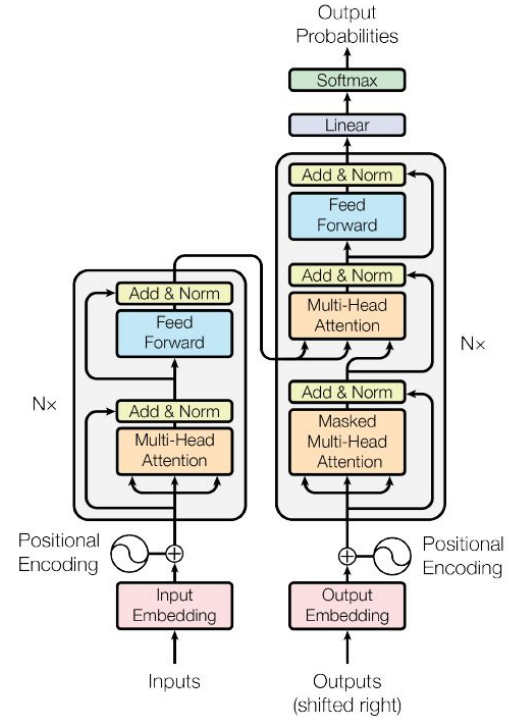 Output
Probabilities
Softmax
Linear
Add & Norm
Feed
Forward
Add & Norm
Multi-Head
Attention
Nx
Add & Norm
Masked
Multi-Head
Attention
Add & Norm
Feed
Forward
Nx
Add & Norm
Multi-Head
Attention
Positional
Encoding
Positional
Encoding
Input
Embedding
Output
Embedding
Inputs
Outputs
(shifted right)